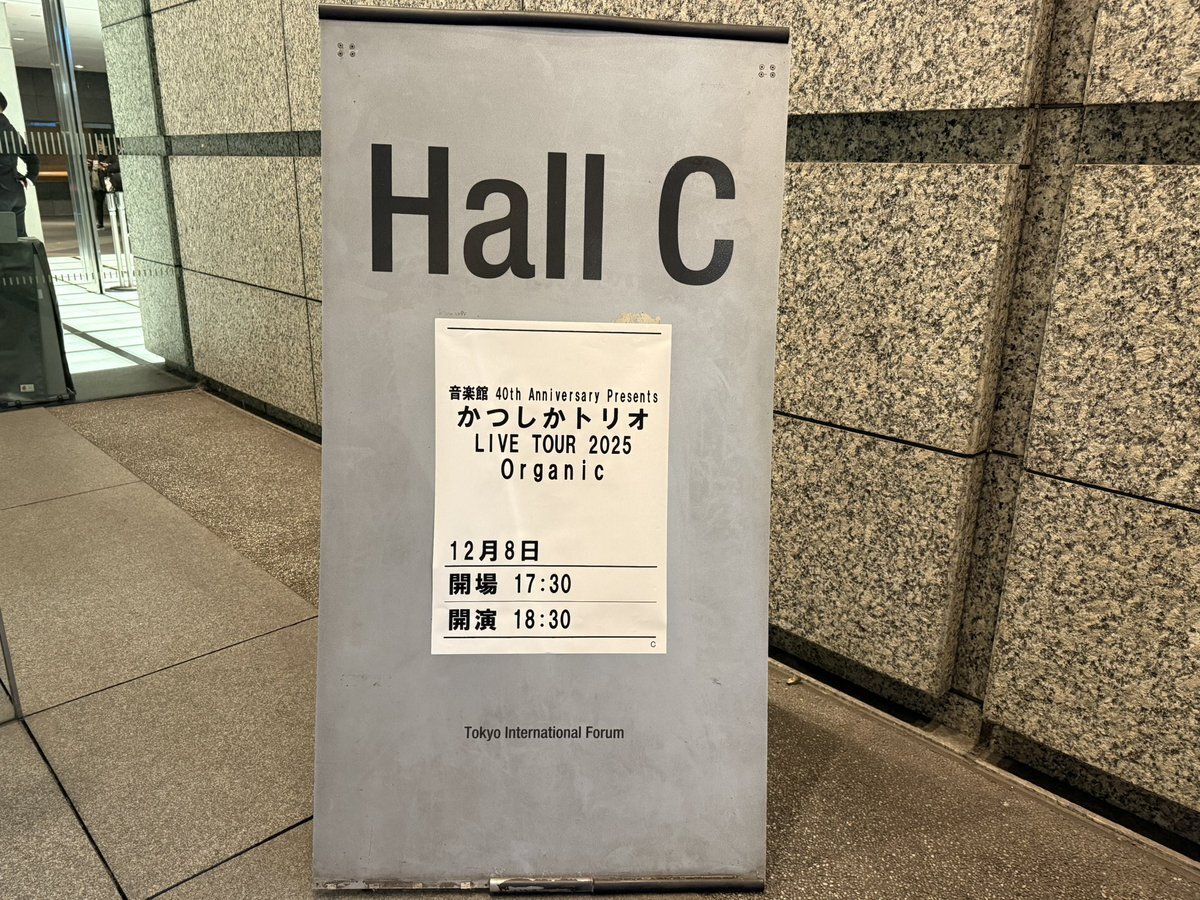 Hall C
音楽館 40th Anniversary Presents
かつしかトリオ
LIVE TOUR 2025
Organic
12月8日
開場 17:30
開演 18:30
C
Tokyo International Forum